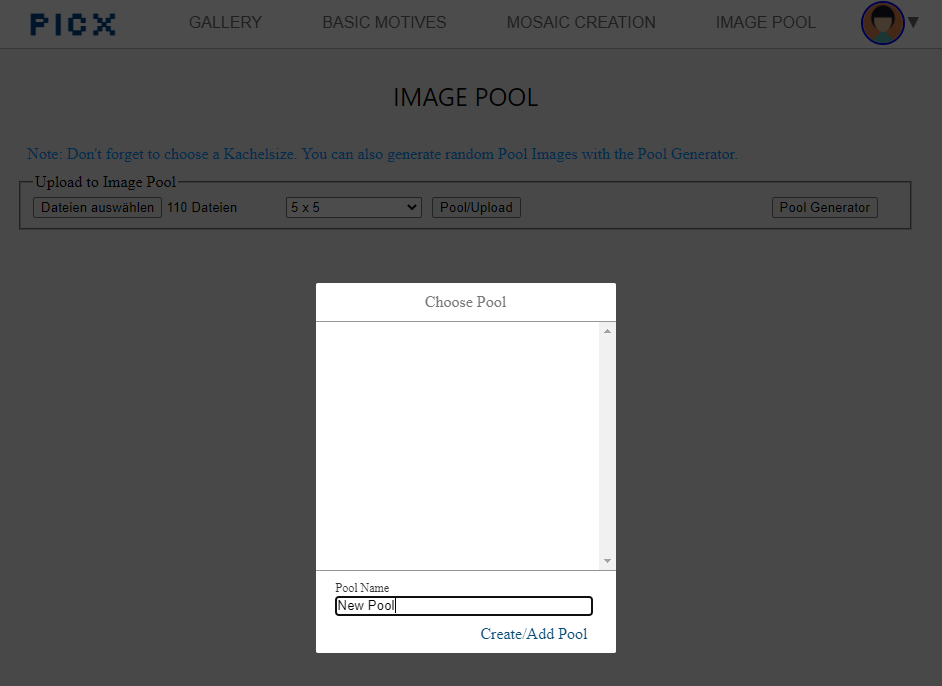 PICX GALLERY BASIC MOTIVES MOSAIC CREATION IMAGE POOL ▼
IMAGE POOL
Note: Don't forget to choose a Kachelsize. You can also generate random Pool Images with the Pool Generator.
Upload to Image Pool
Dateien auswählen 110 Dateien 5 x 5 Pool/Upload Pool Generator
Choose Pool
Pool Name
New Pool
Create/Add Pool